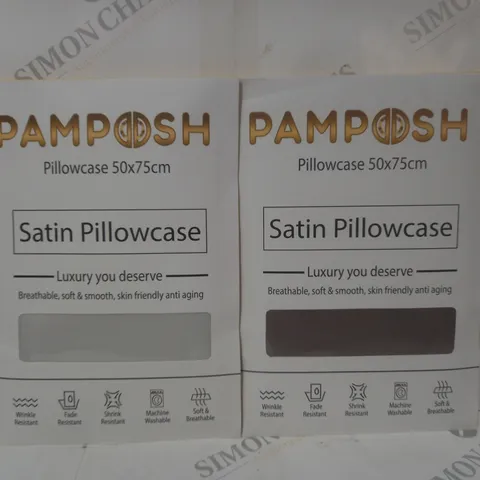 SIMON CHA
PAMPOSH
Pillowcase 50x75cm
Satin Pillowcase
Luxury you deserve
Breathable, soft & smooth, skin friendly anti aging
Wrinkle Resistant
Fade Resistant
Shrink Resistant
Machine Washable
Soft & Breathable
PAMPOSH
Pillowcase 50x75cm
Satin Pillowcase
Luxury you deserve
Breathable, soft & smooth, skin friendly anti aging
Wrinkle Resistant
Fade Resistant
Shrink Resistant
Machine Washable
Soft & Breathable